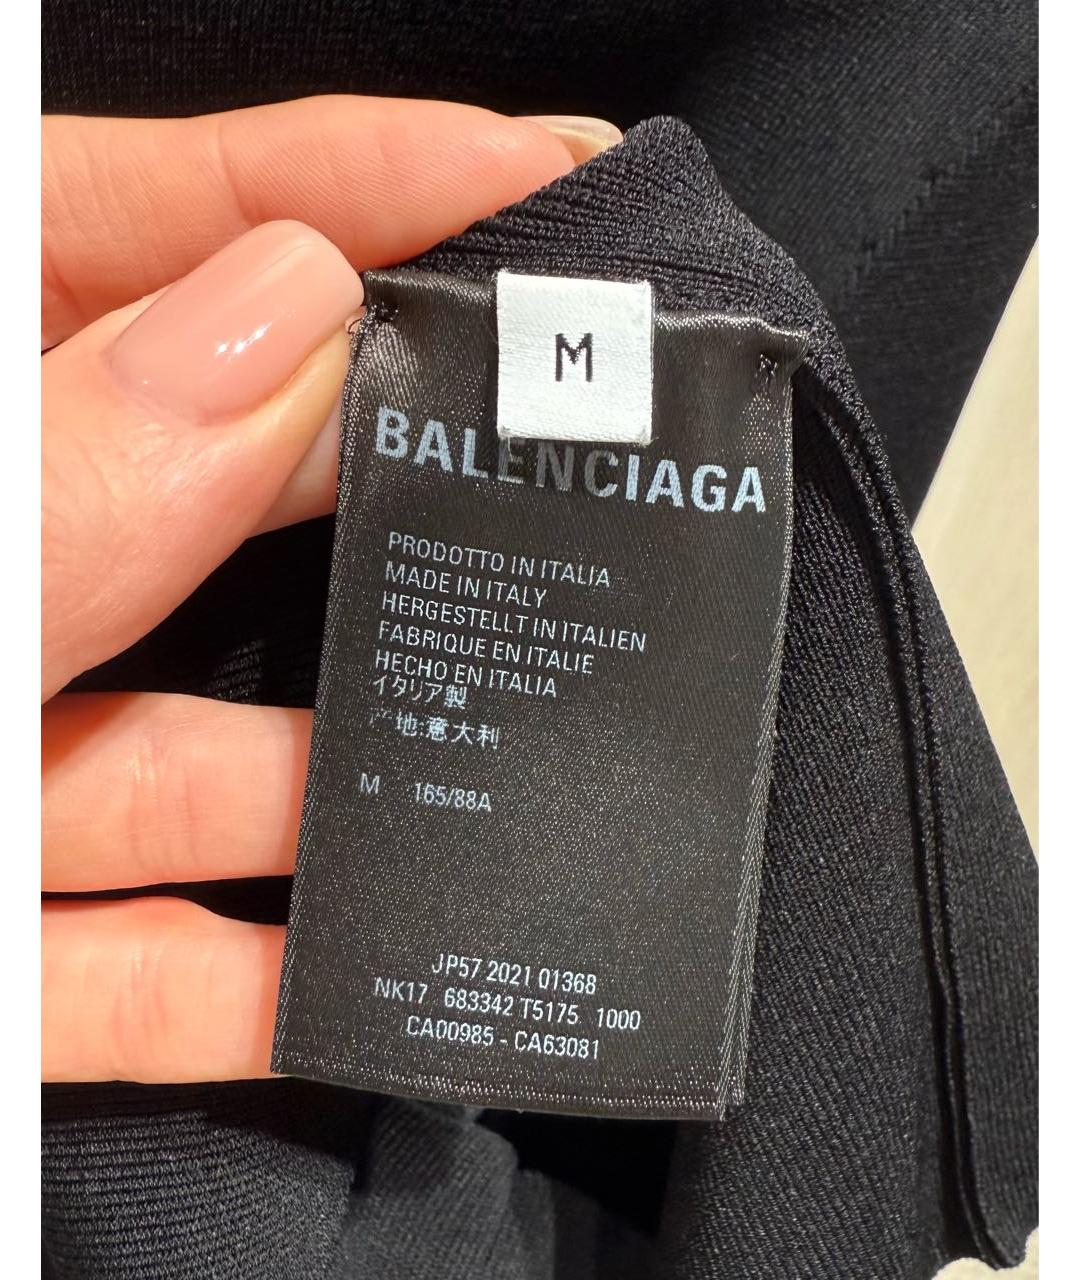 M
BALENCIAGA
PRODOTTO IN ITALIA
MADE IN ITALY
HERGESTELLT IN ITALIEN
FABRIQUE EN ITALIE
HECHO EN ITALIA
イタリア製
产地:意大利
M 165/88A
JP57 2021 01368
NK17 683342 T5175 1000
CA00985 - CA63081